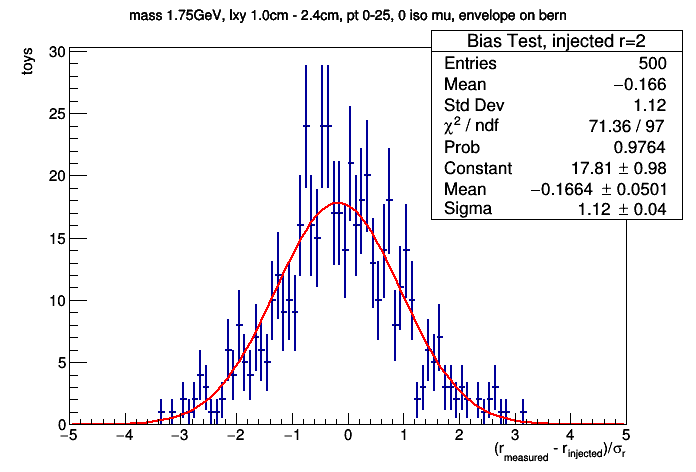 mass 1.75GeV, lxy 1.0cm - 2.4cm, pt 0-25, 0 iso mu, envelope on bern
Bias Test, injected r=2
Entries 500
Mean −0.166
Std Dev 1.12
χ² / ndf 71.36 / 97
Prob 0.9764
Constant 17.81 ± 0.98
Mean −0.1664 ± 0.0501
Sigma 1.12 ± 0.04
toys
30
25
20
15
10
5
0
−5 −4 −3 −2 −1 0 1 2 3 4 5
(r_measured - r_injected)/σ_r